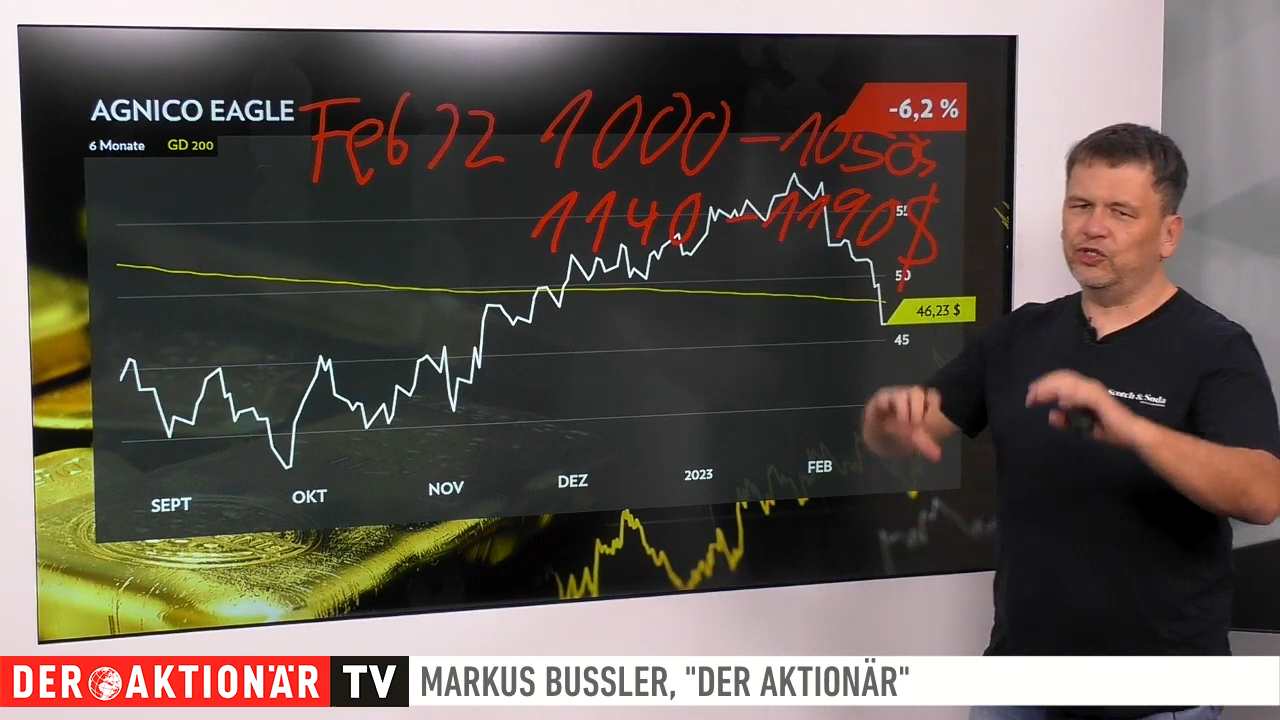 AGNICO EAGLE
Feb 22 1000 - 1050$
-6,2 %
6 Monate GD 200
1140 - 1190$
55
50
46,23 $
45
SEPT OKT NOV DEZ 2023 FEB
Scotch & Soda
DER AKTIONÄR TV
MARKUS BUSSLER, "DER AKTIONÄR"